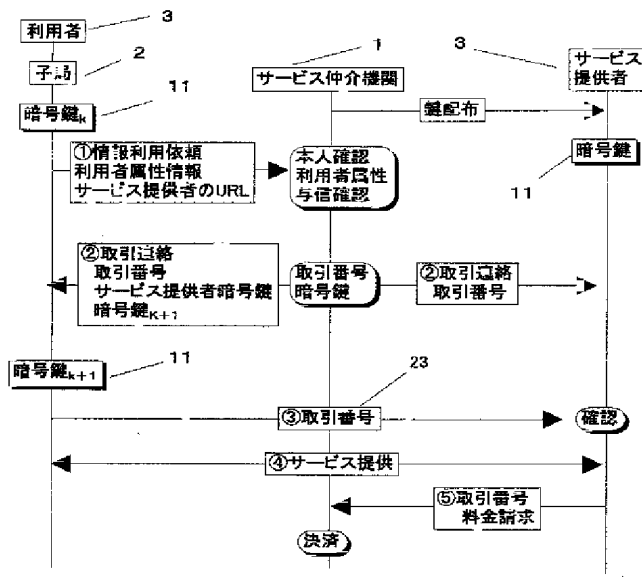 利用者
3
子局
2
1
サービス仲介機関
3
サービス
提供者
暗号鍵k
11
鍵配布
①情報利用依頼
利用者属性情報
サービス提供者のURL
本人確認
利用者属性
与信確認
暗号鍵
11
②取引連絡
取引番号
サービス提供者暗号鍵
暗号鍵K+1
取引番号
暗号鍵
②取引連絡
取引番号
暗号鍵k+1
11
23
③取引番号
確認
④サービス提供
⑤取引番号
料金請求
決済